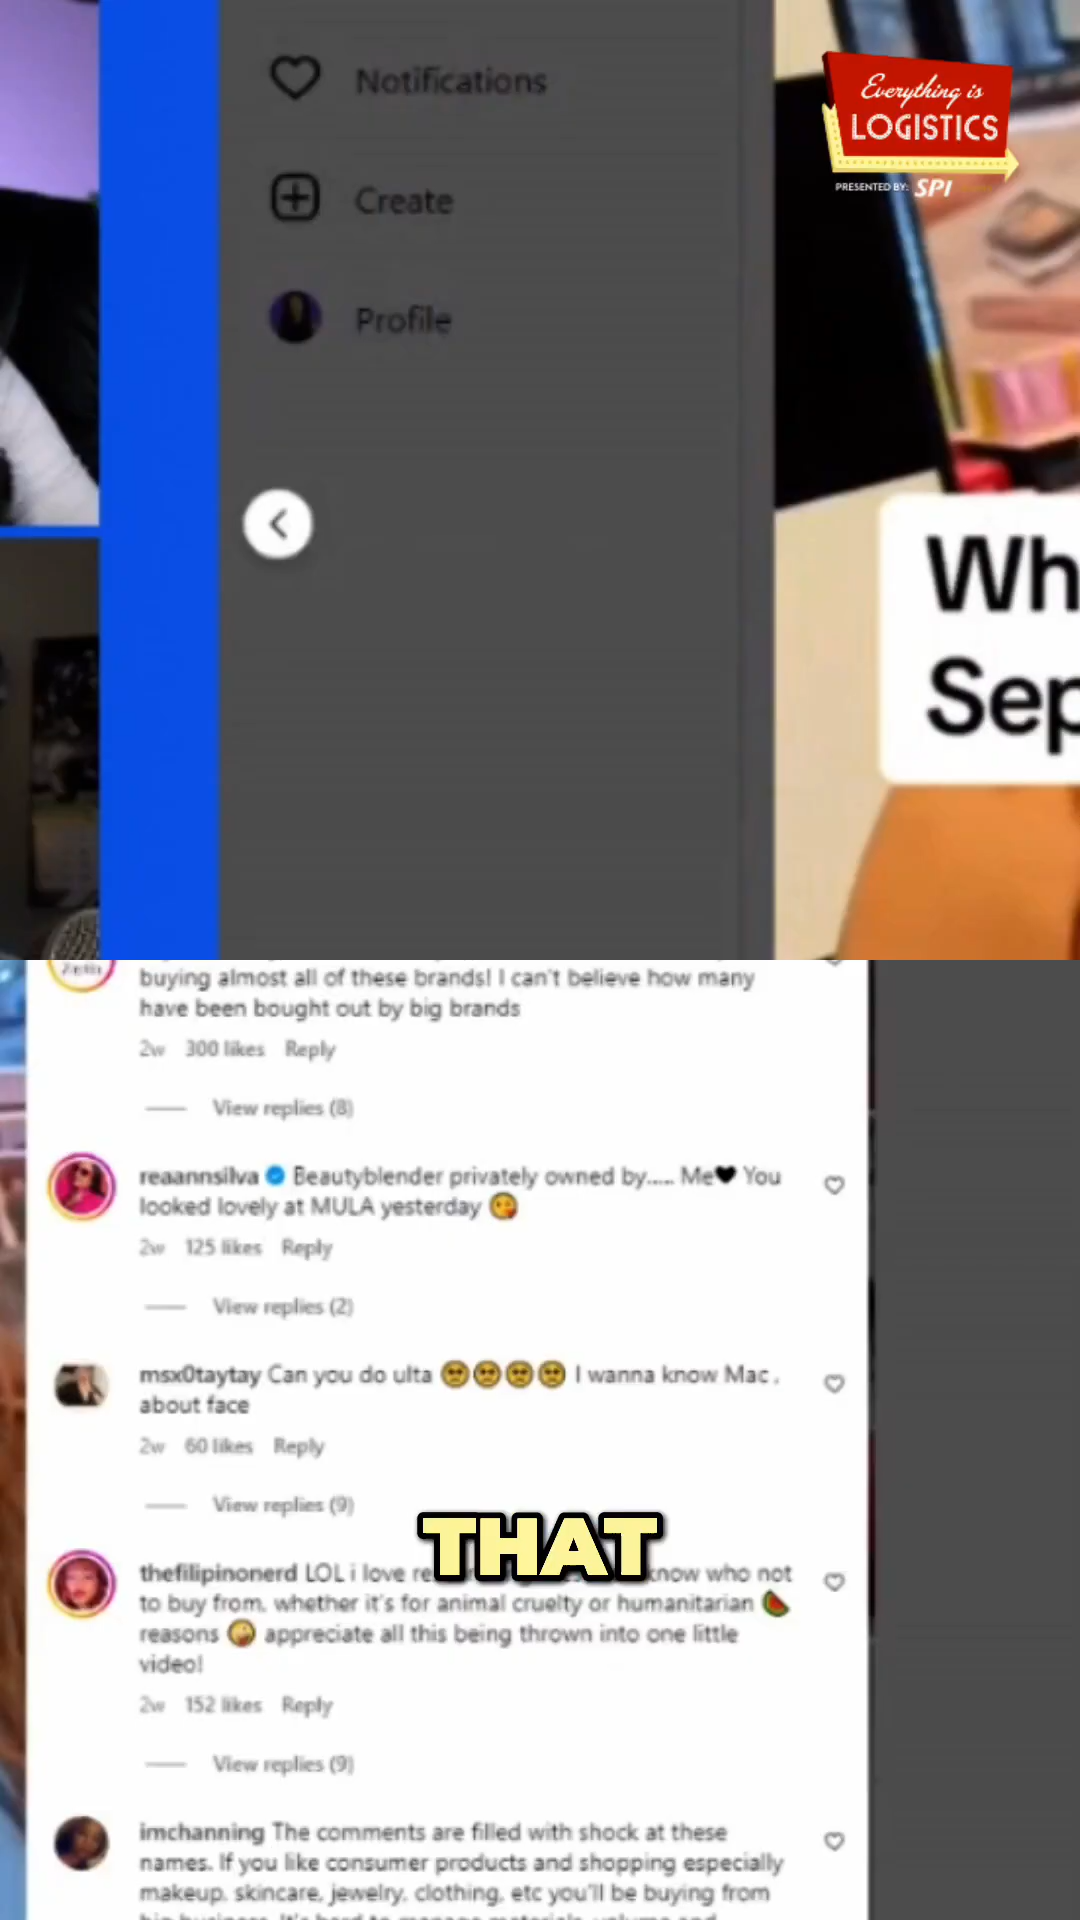 Notifications
Create
Profile
Everything is
LOGISTICS
PRESENTED BY: SPI
Wh
Sep
buying almost all of these brands! I can't believe how many
have been bought out by big brands
2w 300 likes Reply
View replies (8)
reaannsilva Beautyblender privately owned by..... Me🖤 You
looked lovely at MULA yesterday 😘
2w 125 likes Reply
View replies (2)
msx0taytay Can you do ulta 🥺🥺🥺🥺 I wanna know Mac ,
about face
2w 60 likes Reply
View replies (9)
THAT
thefilipinonerd LOL i love know who not
to buy from, whether it's for animal cruelty or humanitarian 🍉
reasons 🤪 appreciate all this being thrown into one little
video!
2w 152 likes Reply
View replies (9)
imchanning The comments are filled with shock at these
names. If you like consumer products and shopping especially
makeup, skincare, jewelry, clothing, etc you'll be buying from